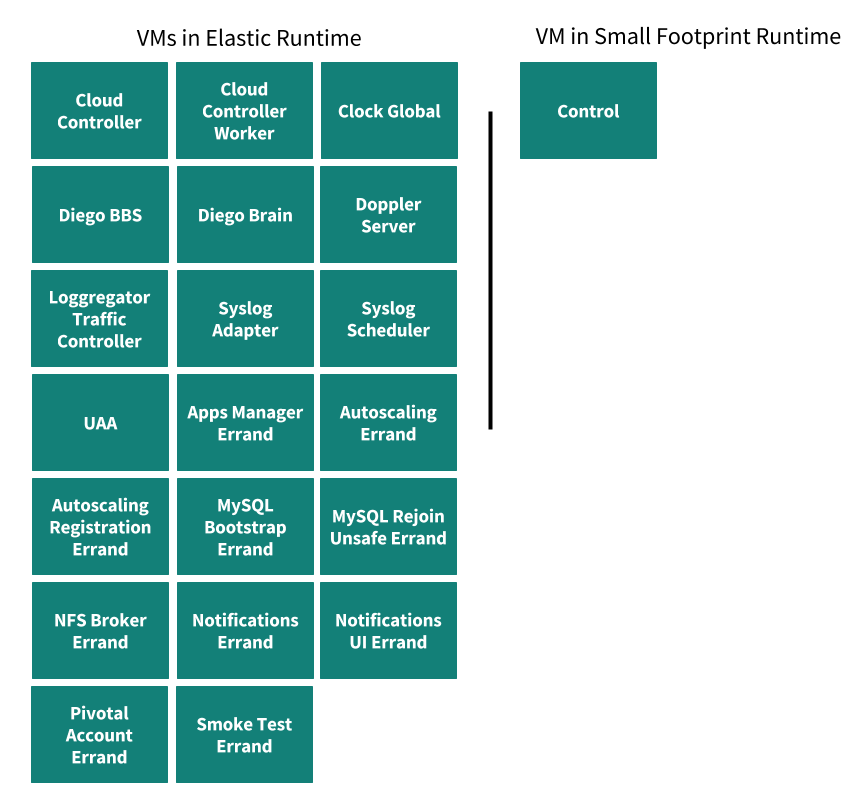 VMs in Elastic Runtime
VM in Small Footprint Runtime
Cloud
Controller
Cloud
Controller
Worker
Clock Global
Control
Diego BBS
Diego Brain
Doppler
Server
Loggregator
Traffic
Controller
Syslog
Adapter
Syslog
Scheduler
UAA
Apps Manager
Errand
Autoscaling
Errand
Autoscaling
Registration
Errand
MySQL
Bootstrap
Errand
MySQL Rejoin
Unsafe Errand
NFS Broker
Errand
Notifications
Errand
Notifications
UI Errand
Pivotal
Account
Errand
Smoke Test
Errand